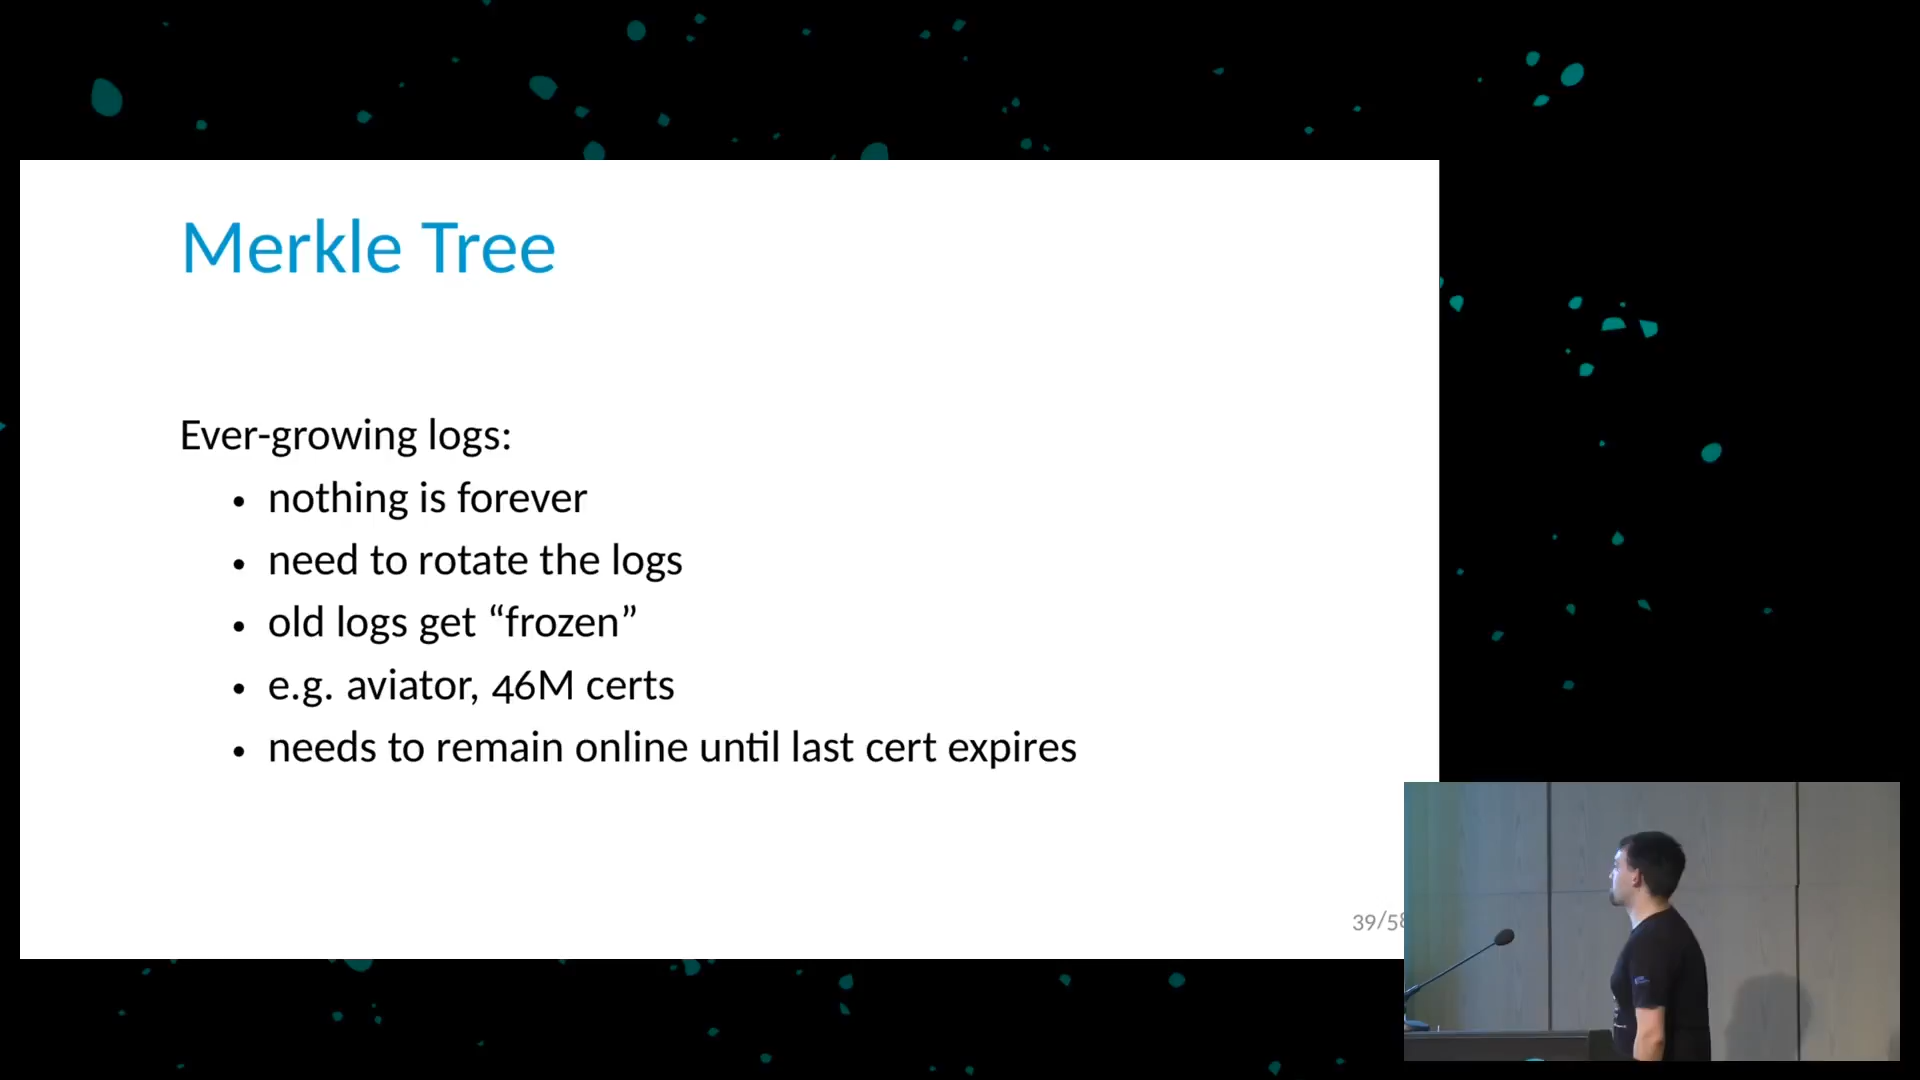 Merkle Tree
Ever-growing logs:
• nothing is forever
• need to rotate the logs
• old logs get “frozen”
• e.g. aviator, 46M certs
• needs to remain online until last cert expires
39/58